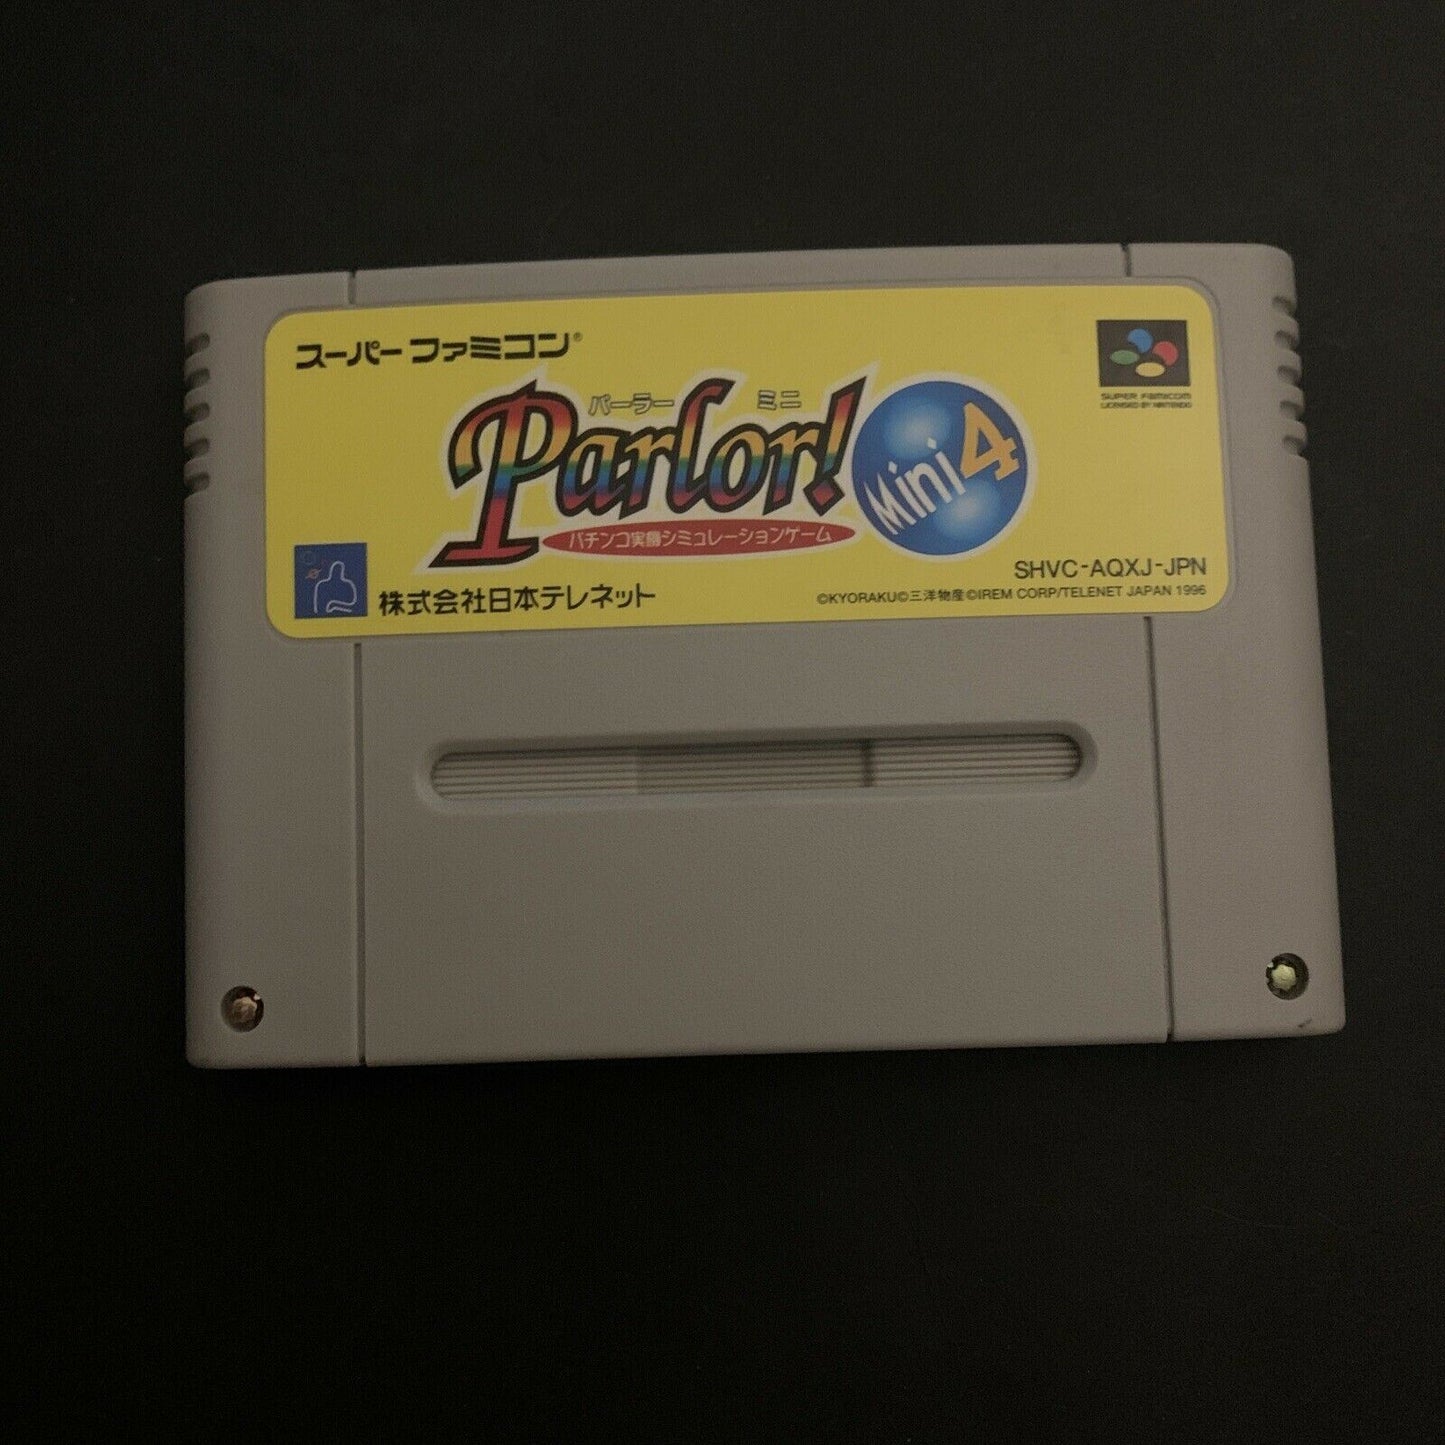 スーパーファミコン®
SUPER FAMICOM
LICENSED BY NINTENDO
パーラー ミニ
Parlor! Mini 4
パチンコ実機シミュレーションゲーム
SHVC-AQXJ-JPN
株式会社日本テレネット
©KYORAKU©三洋物産©IREM CORP/TELENET JAPAN 1996